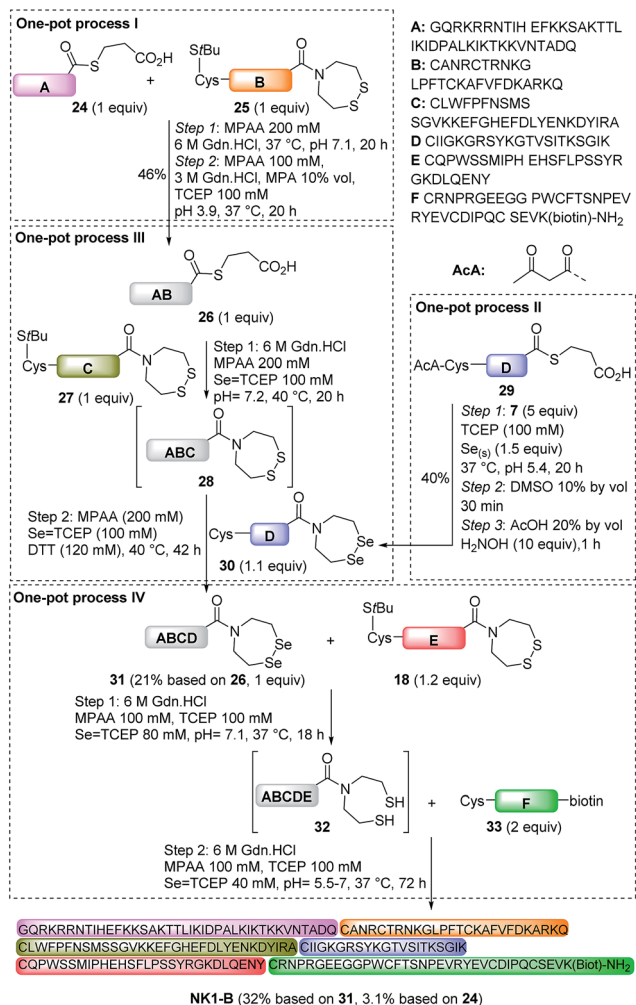 One-pot process I
CO₂H
O
S
A
+
24 (1 equiv)
StBu
Cys
B
O
N
S
S
25 (1 equiv)
46%
Step 1: MPAA 200 mM
6 M Gdn.HCl, 37 °C, pH 7.1, 20 h
Step 2: MPAA 100 mM,
3 M Gdn.HCl, MPA 10% vol,
TCEP 100 mM
pH 3.9, 37 °C, 20 h
A: GQRKRRNTIH EFKKSAKTTL
IKIDPALKIKTKKVNTADQ
B: CANRCTRNKG
LPFTCKAFVFDKARKQ
C: CLWFPFNSMS
SGVKKEFGHEFDLYENKDYIRA
D CIIGKGRSYKGTVSITKSGIK
E CQPWSSMIPH EHSFLPSSYR
GKDLQENY
F CRNPRGEEGG PWCFTSNPEV
RYEVCDIPQC SEVK(biotin)-NH₂
AcA:
O O
One-pot process III
O
S
CO₂H
AB
26 (1 equiv)
StBu
Cys
C
O
N
S
S
27 (1 equiv)
Step 1: 6 M Gdn.HCl
MPAA 200 mM
Se=TCEP 100 mM
pH= 7.2, 40 °C, 20 h
ABC
O
N
S
S
28
Step 2: MPAA (200 mM)
Se=TCEP (100 mM)
DTT (120 mM), 40 °C, 42 h
Cys
D
O
N
Se
Se
30 (1.1 equiv)
One-pot process II
AcA-Cys
D
O
S
CO₂H
29
40%
Step 1: 7 (5 equiv)
TCEP (100 mM)
Se(s) (1.5 equiv)
37 °C, pH 5.4, 20 h
Step 2: DMSO 10% by vol
30 min
Step 3: AcOH 20% by vol
H₂NOH (10 equiv),1 h
One-pot process IV
ABCD
O
N
Se
Se
31 (21% based on 26, 1 equiv)
+
StBu
Cys
E
O
N
S
S
18 (1.2 equiv)
Step 1: 6 M Gdn.HCl
MPAA 100 mM, TCEP 100 mM
Se=TCEP 80 mM, pH= 7.1, 37 °C, 18 h
ABCDE
O
N
SH
SH
32
+
Cys
F
biotin
33 (2 equiv)
Step 2: 6 M Gdn.HCl
MPAA 100 mM, TCEP 100 mM
Se=TCEP 40 mM, pH= 5.5-7, 37 °C, 72 h
GQRKRRNTIHEFKKSAKTTLIKIDPALKIKTKKVNTADQ CANRCTRNKGLPFTCKAFVFDKARKQ
CLWFPFNSMSSGVKKEFGHEFDLYENKDYIRA CIIGKGRSYKGTVSITKSGIK
CQPWSSMIPHEHSFLPSSYRGKDLQENY CRNPRGEEGGPWCFTSNPEVRYEVCDIPQCSEVK(Biot)-NH₂
NK1-B (32% based on 31, 3.1% based on 24)